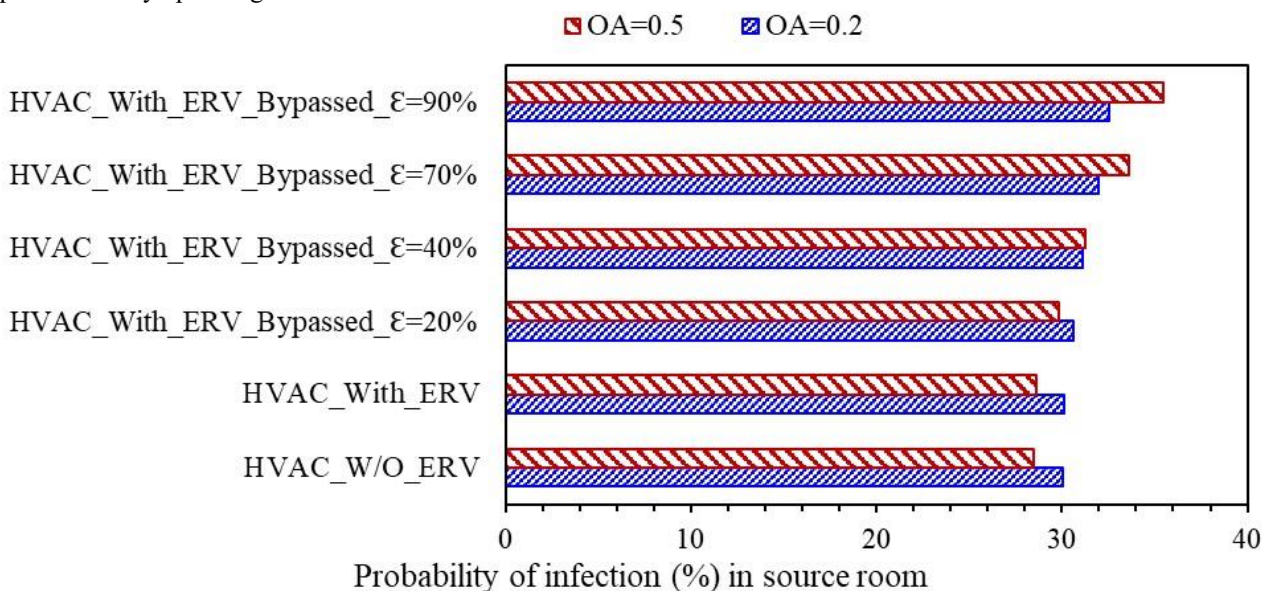 OA=0.5 OA=0.2
HVAC_With_ERV_Bypassed_Ɛ=90%
HVAC_With_ERV_Bypassed_Ɛ=70%
HVAC_With_ERV_Bypassed_Ɛ=40%
HVAC_With_ERV_Bypassed_Ɛ=20%
HVAC_With_ERV
HVAC_W/O_ERV
0 10 20 30 40
Probability of infection (%) in source room